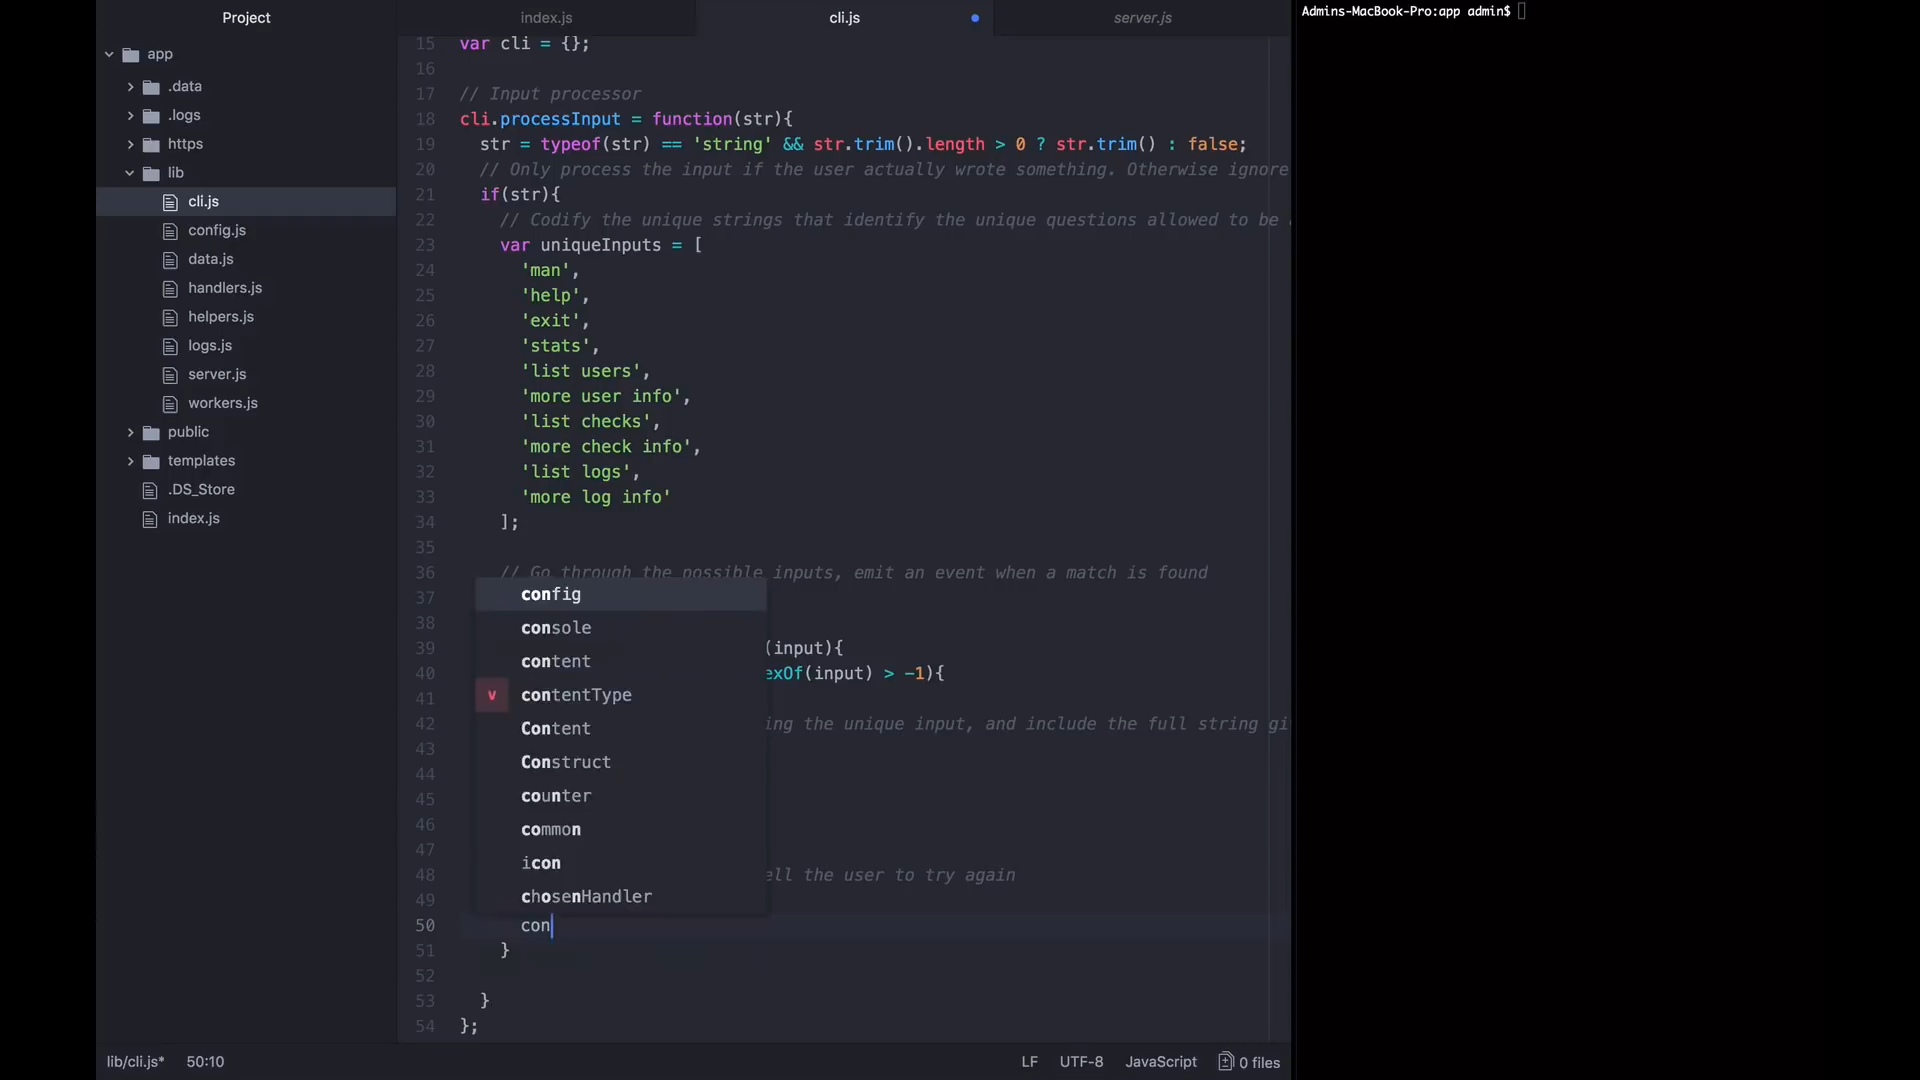 Project
app
.data
.logs
https
lib
cli.js
config.js
data.js
handlers.js
helpers.js
logs.js
server.js
workers.js
public
templates
.DS_Store
index.js
index.js
cli.js
server.js
15 var cli = {};
16
17 // Input processor
18 cli.processInput = function(str){
19 str = typeof(str) == 'string' && str.trim().length > 0 ? str.trim() : false;
20 // Only process the input if the user actually wrote something. Otherwise ignore
21 if(str){
22 // Codify the unique strings that identify the unique questions allowed to be
23 var uniqueInputs = [
24 'man',
25 'help',
26 'exit',
27 'stats',
28 'list users',
29 'more user info',
30 'list checks',
31 'more check info',
32 'list logs',
33 'more log info'
34 ];
35
36 // Go through the possible inputs, emit an event when a match is found
37
38
39 (input){
40 exOf(input) > -1){
41
42 ing the unique input, and include the full string gi
43
44
45
46
47
48 ell the user to try again
49
50 con
51 }
52
53 }
54 };
config
console
content
v contentType
Content
Construct
counter
common
icon
chosenHandler
lib/cli.js* 50:10
LF UTF-8 JavaScript 0 files
Admins-MacBook-Pro:app admin$